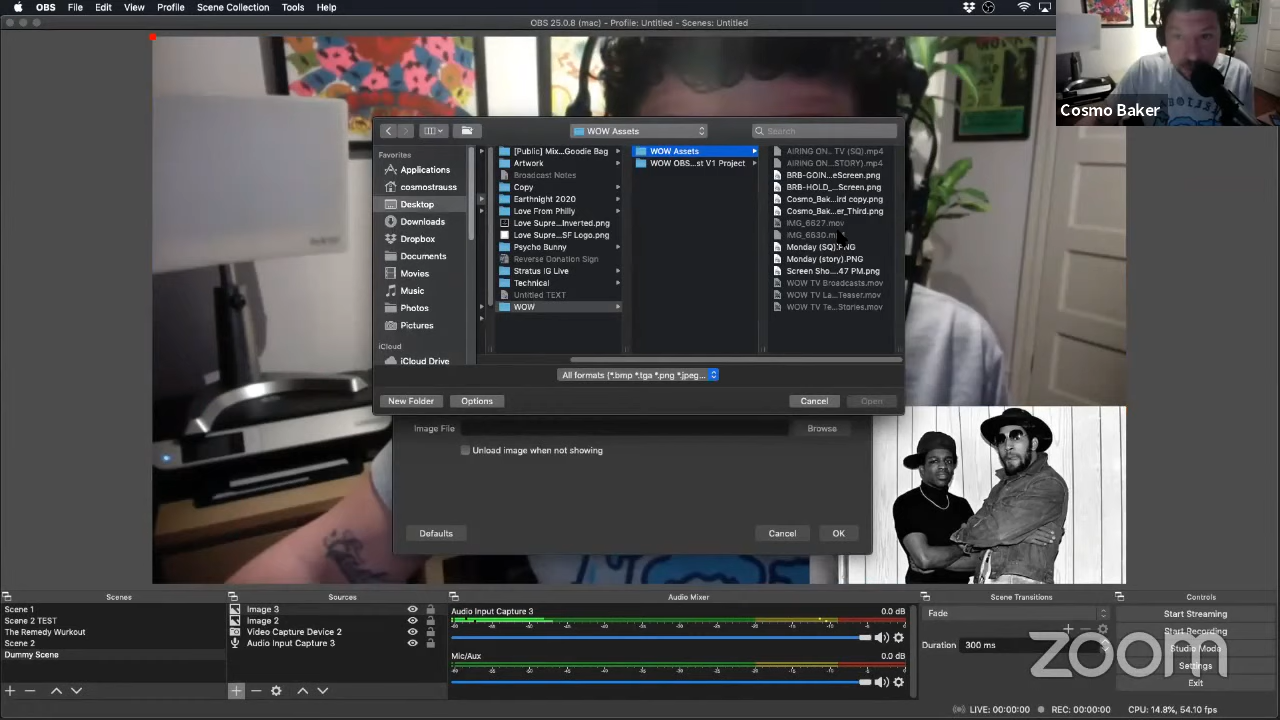 OBS File Edit View Profile Scene Collection Tools Help
OBS 25.0.8 (mac) - Profile: Untitled - Scenes: Untitled
Cosmo Baker
WOW Assets
Search
Favorites
Applications
cosmostrauss
Desktop
Downloads
Dropbox
Documents
Movies
Music
Photos
Pictures
iCloud
iCloud Drive
[Public] Mix...Goodie Bag
Artwork
Broadcast Notes
Copy
Earthnight 2020
Love From Philly
Love Supre...Inverted.png
Love Supre...SF Logo.png
Psycho Bunny
Reverse Donation Sign
Stratus IG Live
Technical
Untitled TEXT
WOW
WOW Assets
WOW OBS...st V1 Project
AIRING ON... TV (SQ).mp4
AIRING ON...STORY).mp4
BRB-GOIN...eScreen.png
BRB-HOLD_...Screen.png
Cosmo_Bak...ird copy.png
Cosmo_Bak...er_Third.png
IMG_6627.mov
IMG_6630.m
Monday (SQ).PNG
Monday (story).PNG
Screen Sho....47 PM.png
WOW TV Broadcasts.mov
WOW TV La...Teaser.mov
WOW TV Te...Stories.mov
All formats (*.bmp *.tga *.png *.jpeg...
New Folder Options Cancel Open
Image File Browse
Unload image when not showing
Defaults Cancel OK
Scenes
Scene 1
Scene 2 TEST
The Remedy Workout
Scene 2
Dummy Scene
Sources
Image 3
Image 2
Video Capture Device 2
Audio Input Capture 3
Audio Mixer
Audio Input Capture 3 0.0 dB
Mic/Aux 0.0 dB
Scene Transitions
Fade
Duration 300 ms
Controls
Start Streaming
Start Recording
Studio Mode
Settings
Exit
zoom
LIVE: 00:00:00 REC: 00:00:00 CPU: 14.8%, 54.10 fps